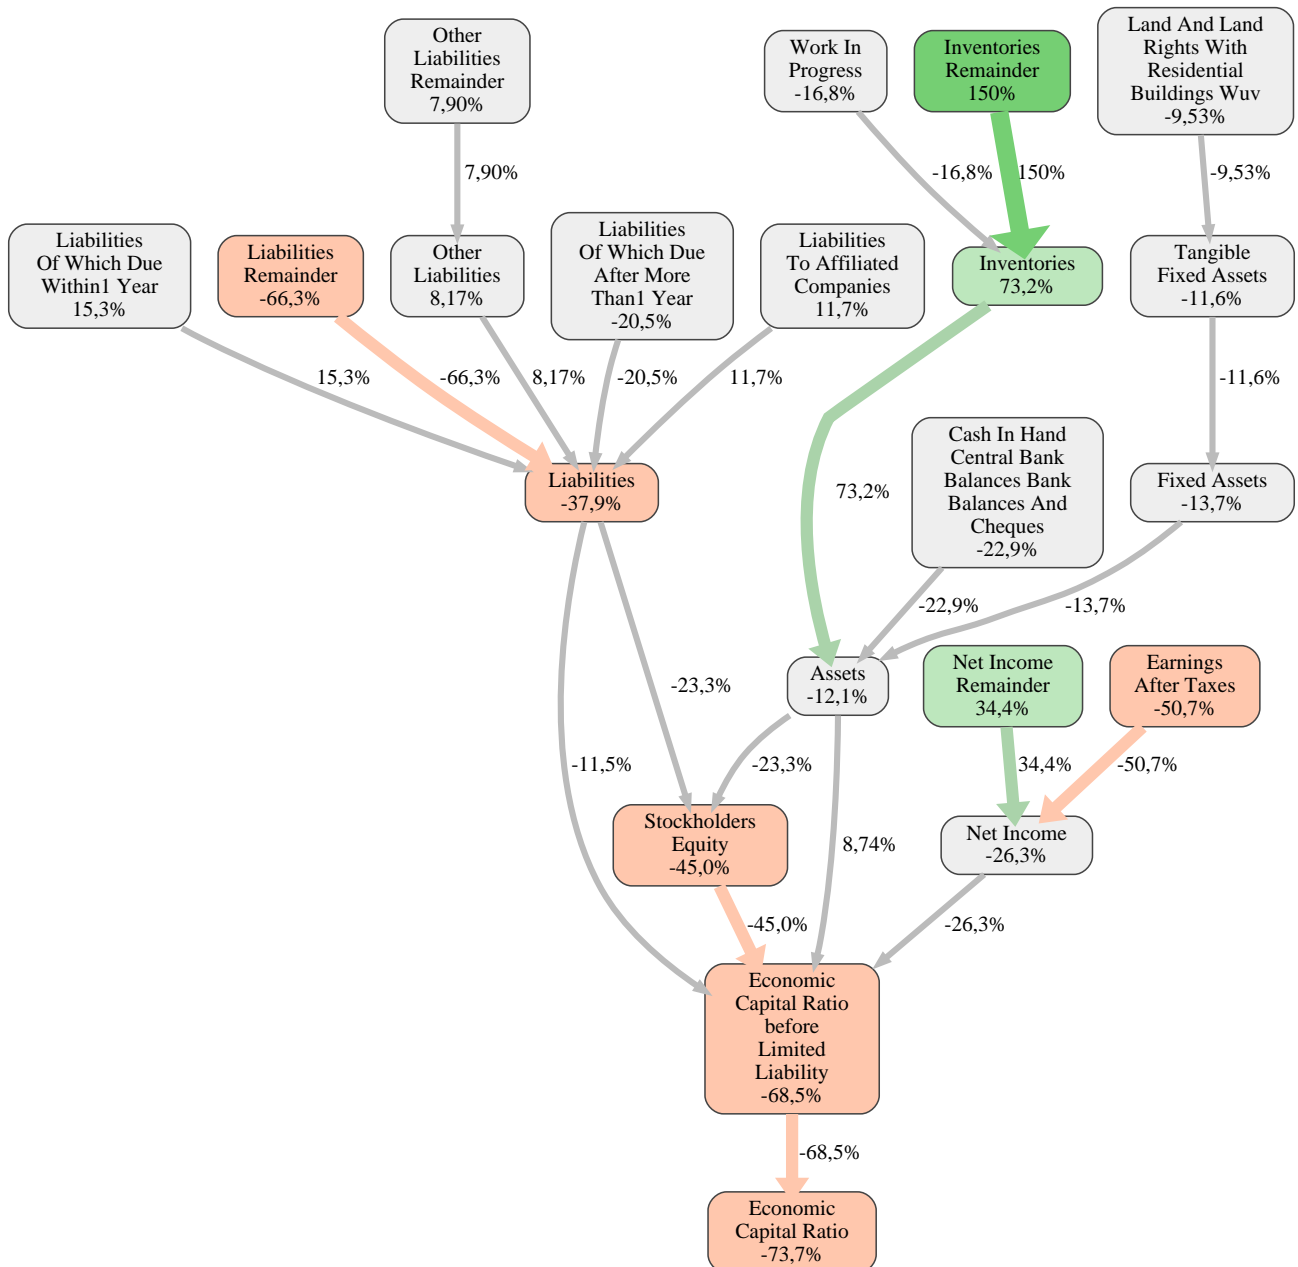 Other
Liabilities
Remainder
7,90%
Work In
Progress
-16,8%
Inventories
Remainder
150%
Land And Land
Rights With
Residential
Buildings Wuv
-9,53%
7,90%
-16,8%
150%
-9,53%
Liabilities
Of Which Due
Within1 Year
15,3%
Liabilities
Remainder
-66,3%
Other
Liabilities
8,17%
Liabilities
Of Which Due
After More
Than1 Year
-20,5%
Liabilities
To Affiliated
Companies
11,7%
Inventories
73,2%
Tangible
Fixed Assets
-11,6%
15,3%
-66,3%
8,17%
-20,5%
11,7%
-11,6%
Liabilities
-37,9%
73,2%
Cash In Hand
Central Bank
Balances Bank
Balances And
Cheques
-22,9%
Fixed Assets
-13,7%
-22,9%
-13,7%
-23,3%
Assets
-12,1%
Net Income
Remainder
34,4%
Earnings
After Taxes
-50,7%
-11,5%
-23,3%
34,4%
-50,7%
Stockholders
Equity
-45,0%
8,74%
Net Income
-26,3%
-45,0%
-26,3%
Economic
Capital Ratio
before
Limited
Liability
-68,5%
-68,5%
Economic
Capital Ratio
-73,7%